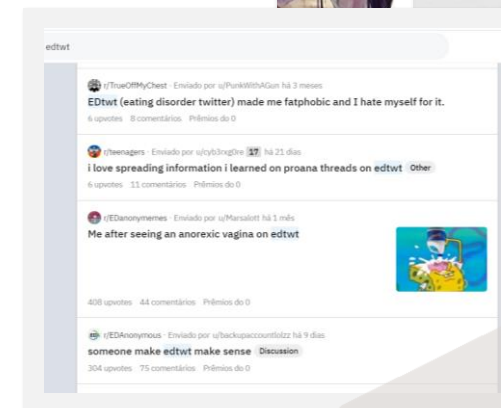 edtwt
r/TrueOffMyChest · Enviado por u/PunkWithAGun há 3 meses
EDtwt (eating disorder twitter) made me fatphobic and I hate myself for it.
6 upvotes 8 comentários Prêmios do 0
r/teenagers · Enviado por u/cyb3rxg0re 17 há 21 dias
i love spreading information i learned on proana threads on edtwt Other
6 upvotes 11 comentários Prêmios do 0
r/EDanonymemes · Enviado por u/Marsalott há 1 mês
Me after seeing an anorexic vagina on edtwt
408 upvotes 44 comentários Prêmios do 0
r/EDAnonymous · Enviado por u/backupaccountlolzz há 9 dias
someone make edtwt make sense Discussion
304 upvotes 75 comentários Prêmios do 0